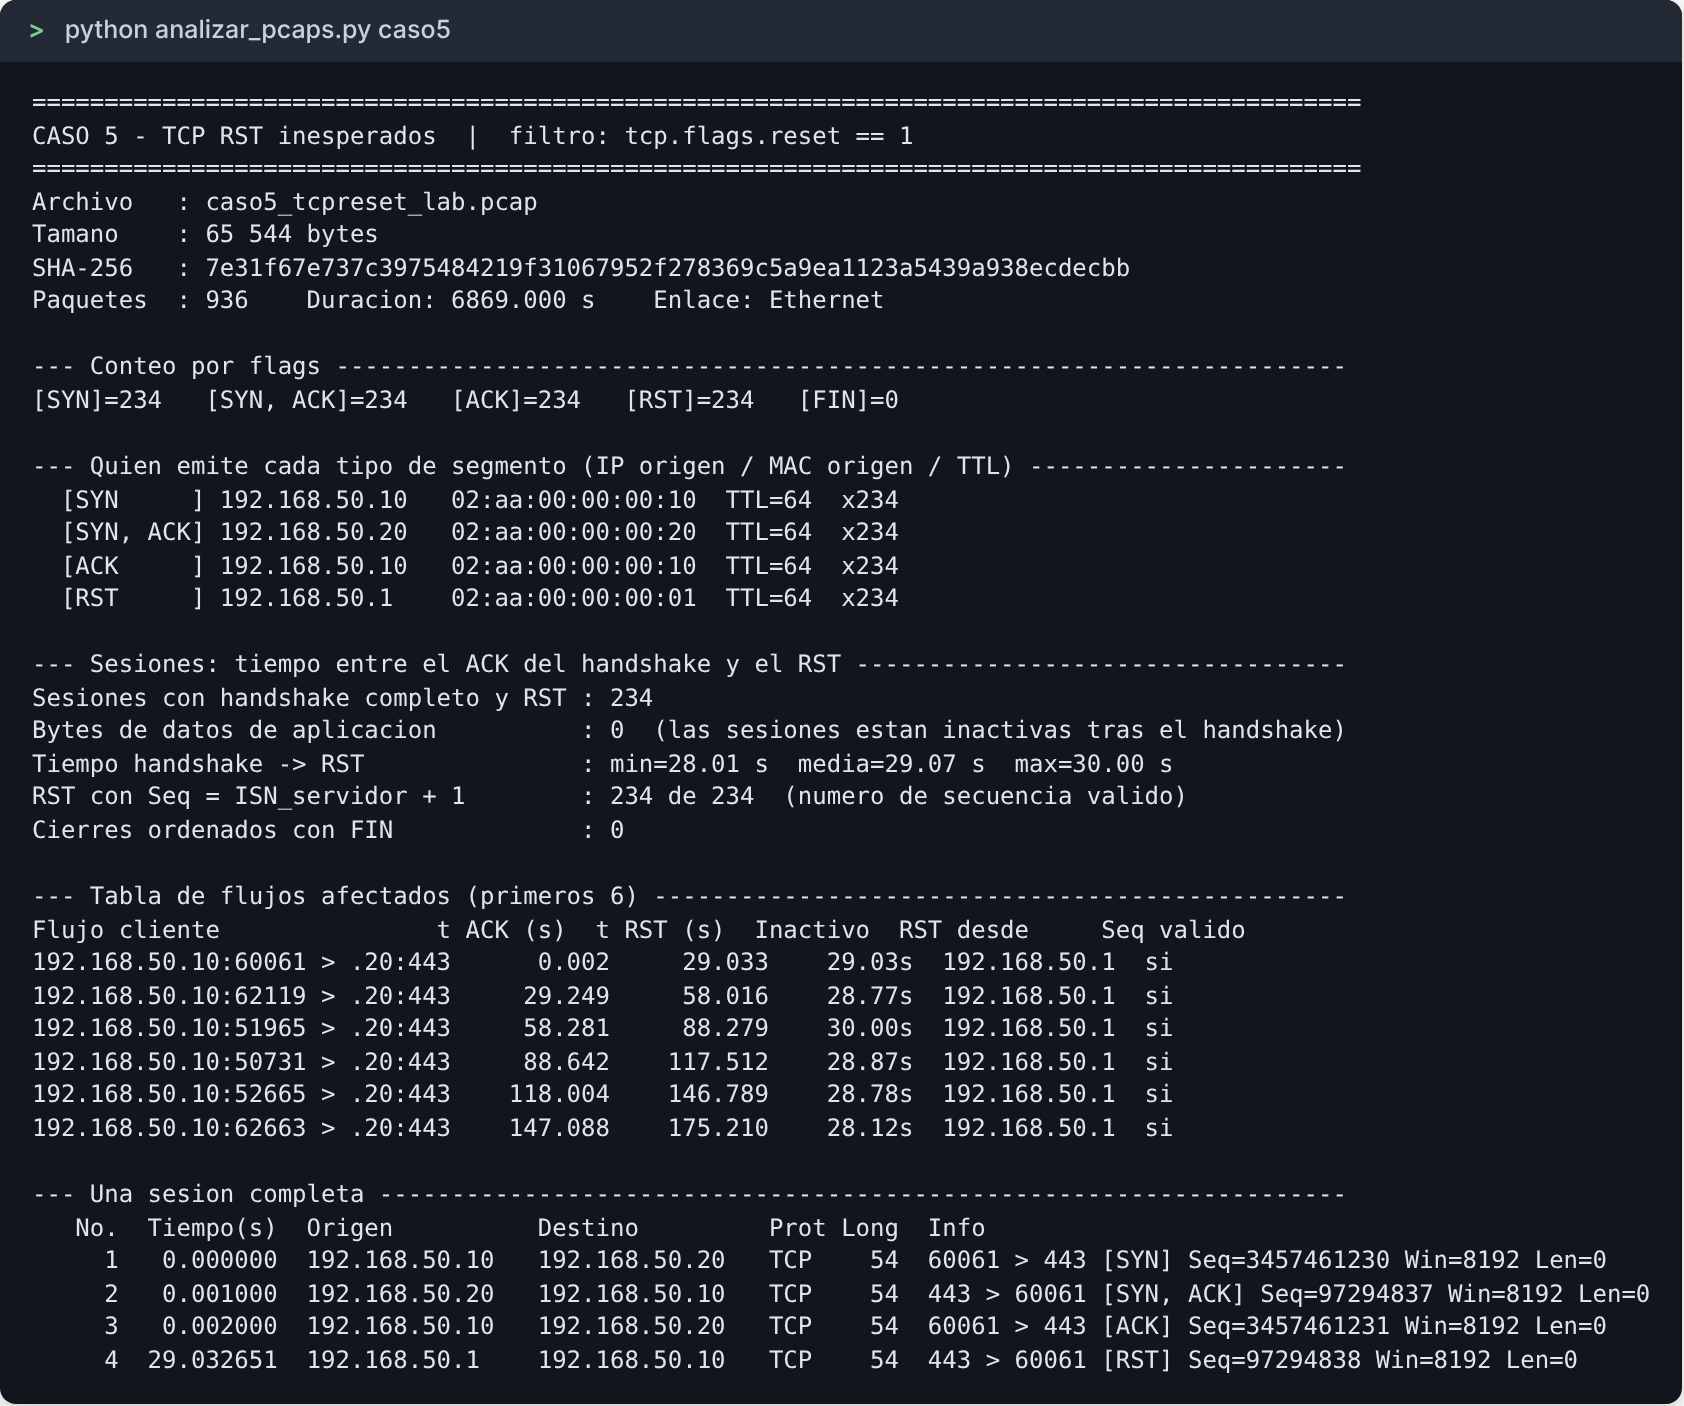 > python analizar_pcaps.py caso5
============================================================================================
CASO 5 - TCP RST inesperados  |  filtro: tcp.flags.reset == 1
============================================================================================
Archivo   : caso5_tcpreset_lab.pcap
Tamano    : 65 544 bytes
SHA-256   : 7e31f67e737c3975484219f31067952f278369c5a9ea1123a5439a938ecdecbb
Paquetes  : 936    Duracion: 6869.000 s    Enlace: Ethernet
--- Conteo por flags ----------------------------------------------------------------------
[SYN]=234   [SYN, ACK]=234   [ACK]=234   [RST]=234   [FIN]=0
--- Quien emite cada tipo de segmento (IP origen / MAC origen / TTL) ----------------------
  [SYN     ] 192.168.50.10   02:aa:00:00:00:10  TTL=64  x234
  [SYN, ACK] 192.168.50.20   02:aa:00:00:00:20  TTL=64  x234
  [ACK     ] 192.168.50.10   02:aa:00:00:00:10  TTL=64  x234
  [RST     ] 192.168.50.1    02:aa:00:00:00:01  TTL=64  x234
--- Sesiones: tiempo entre el ACK del handshake y el RST ----------------------------------
Sesiones con handshake completo y RST : 234
Bytes de datos de aplicacion          : 0  (las sesiones estan inactivas tras el handshake)
Tiempo handshake -> RST               : min=28.01 s  media=29.07 s  max=30.00 s
RST con Seq = ISN_servidor + 1        : 234 de 234  (numero de secuencia valido)
Cierres ordenados con FIN             : 0
--- Tabla de flujos afectados (primeros 6) ------------------------------------------------
Flujo cliente               t ACK (s)  t RST (s)  Inactivo  RST desde     Seq valido
192.168.50.10:60061 > .20:443      0.002     29.033    29.03s  192.168.50.1  si
192.168.50.10:62119 > .20:443     29.249     58.016    28.77s  192.168.50.1  si
192.168.50.10:51965 > .20:443     58.281     88.279    30.00s  192.168.50.1  si
192.168.50.10:50731 > .20:443     88.642    117.512    28.87s  192.168.50.1  si
192.168.50.10:52665 > .20:443    118.004    146.789    28.78s  192.168.50.1  si
192.168.50.10:62663 > .20:443    147.088    175.210    28.12s  192.168.50.1  si
--- Una sesion completa -------------------------------------------------------------------
   No.  Tiempo(s)  Origen          Destino         Prot Long  Info
     1   0.000000  192.168.50.10   192.168.50.20   TCP    54  60061 > 443 [SYN] Seq=3457461230 Win=8192 Len=0
     2   0.001000  192.168.50.20   192.168.50.10   TCP    54  443 > 60061 [SYN, ACK] Seq=97294837 Win=8192 Len=0
     3   0.002000  192.168.50.10   192.168.50.20   TCP    54  60061 > 443 [ACK] Seq=3457461231 Win=8192 Len=0
     4  29.032651  192.168.50.1    192.168.50.10   TCP    54  443 > 60061 [RST] Seq=97294838 Win=8192 Len=0